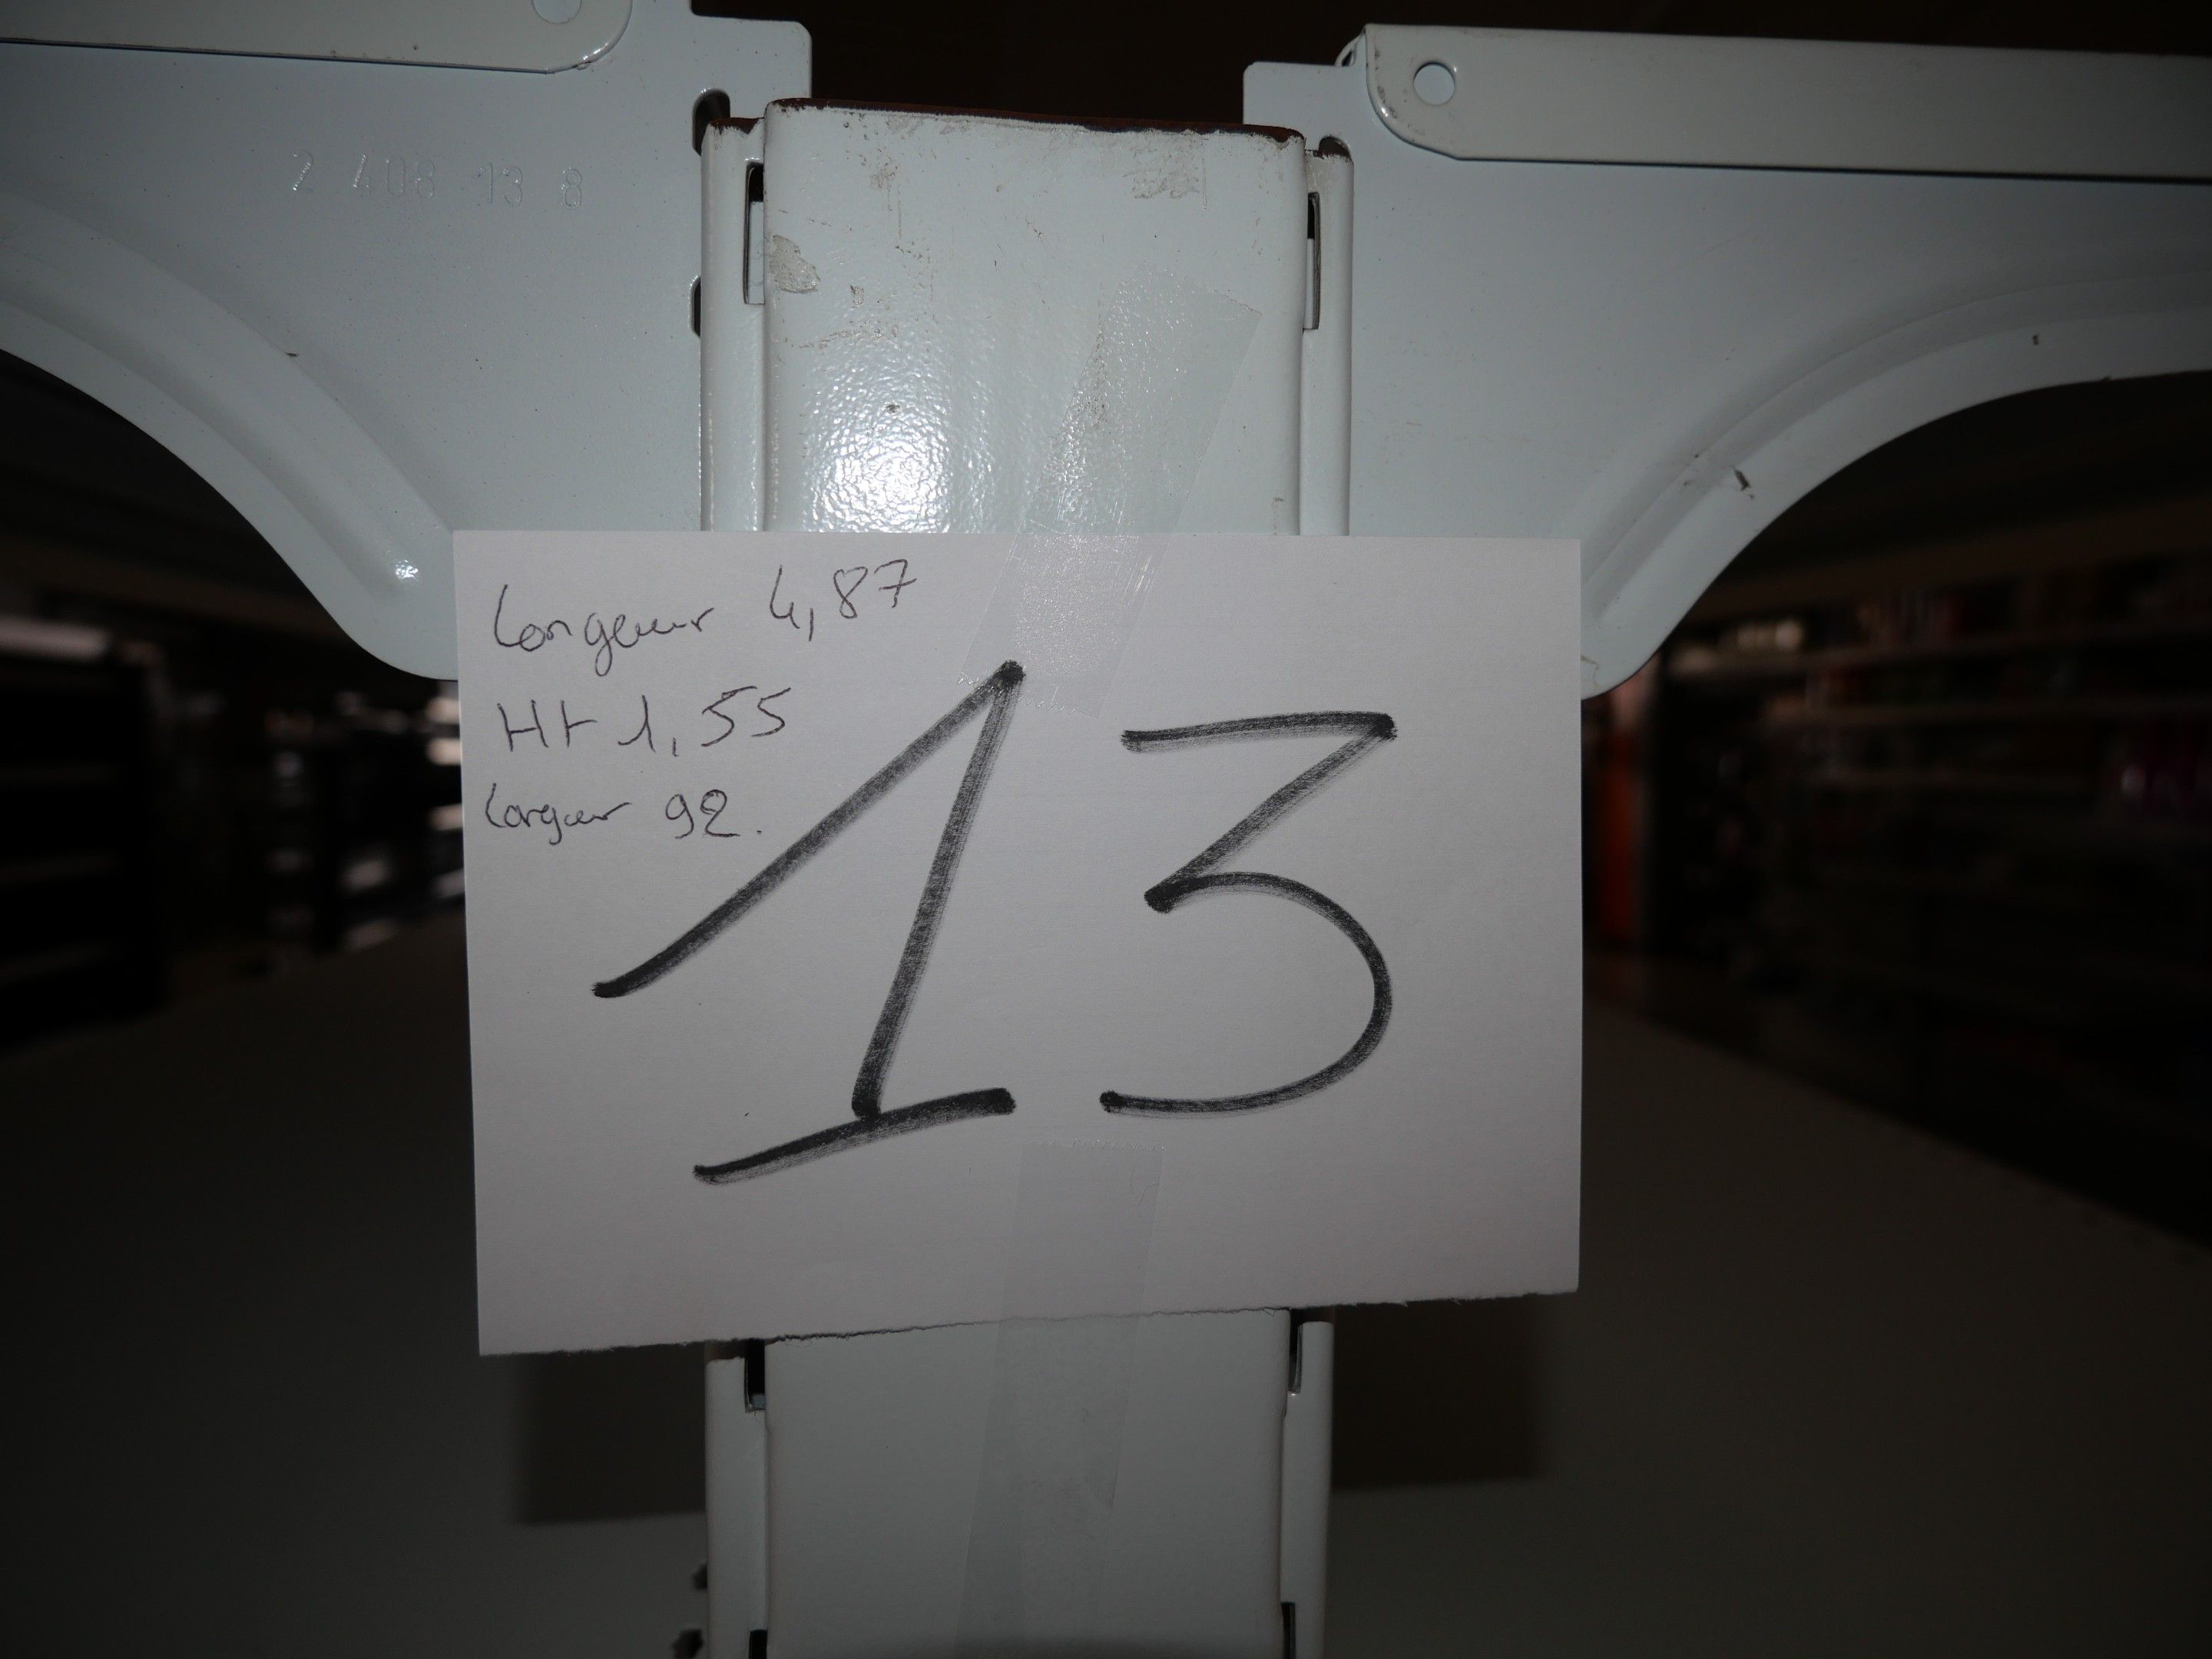 2 408 13 8
Longueur 4,87
Ht 1,55
Largeur 92.
13